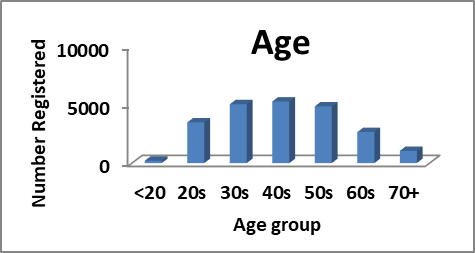 Age
Number Registered
10000
5000
0
<20 20s 30s 40s 50s 60s 70+
Age group